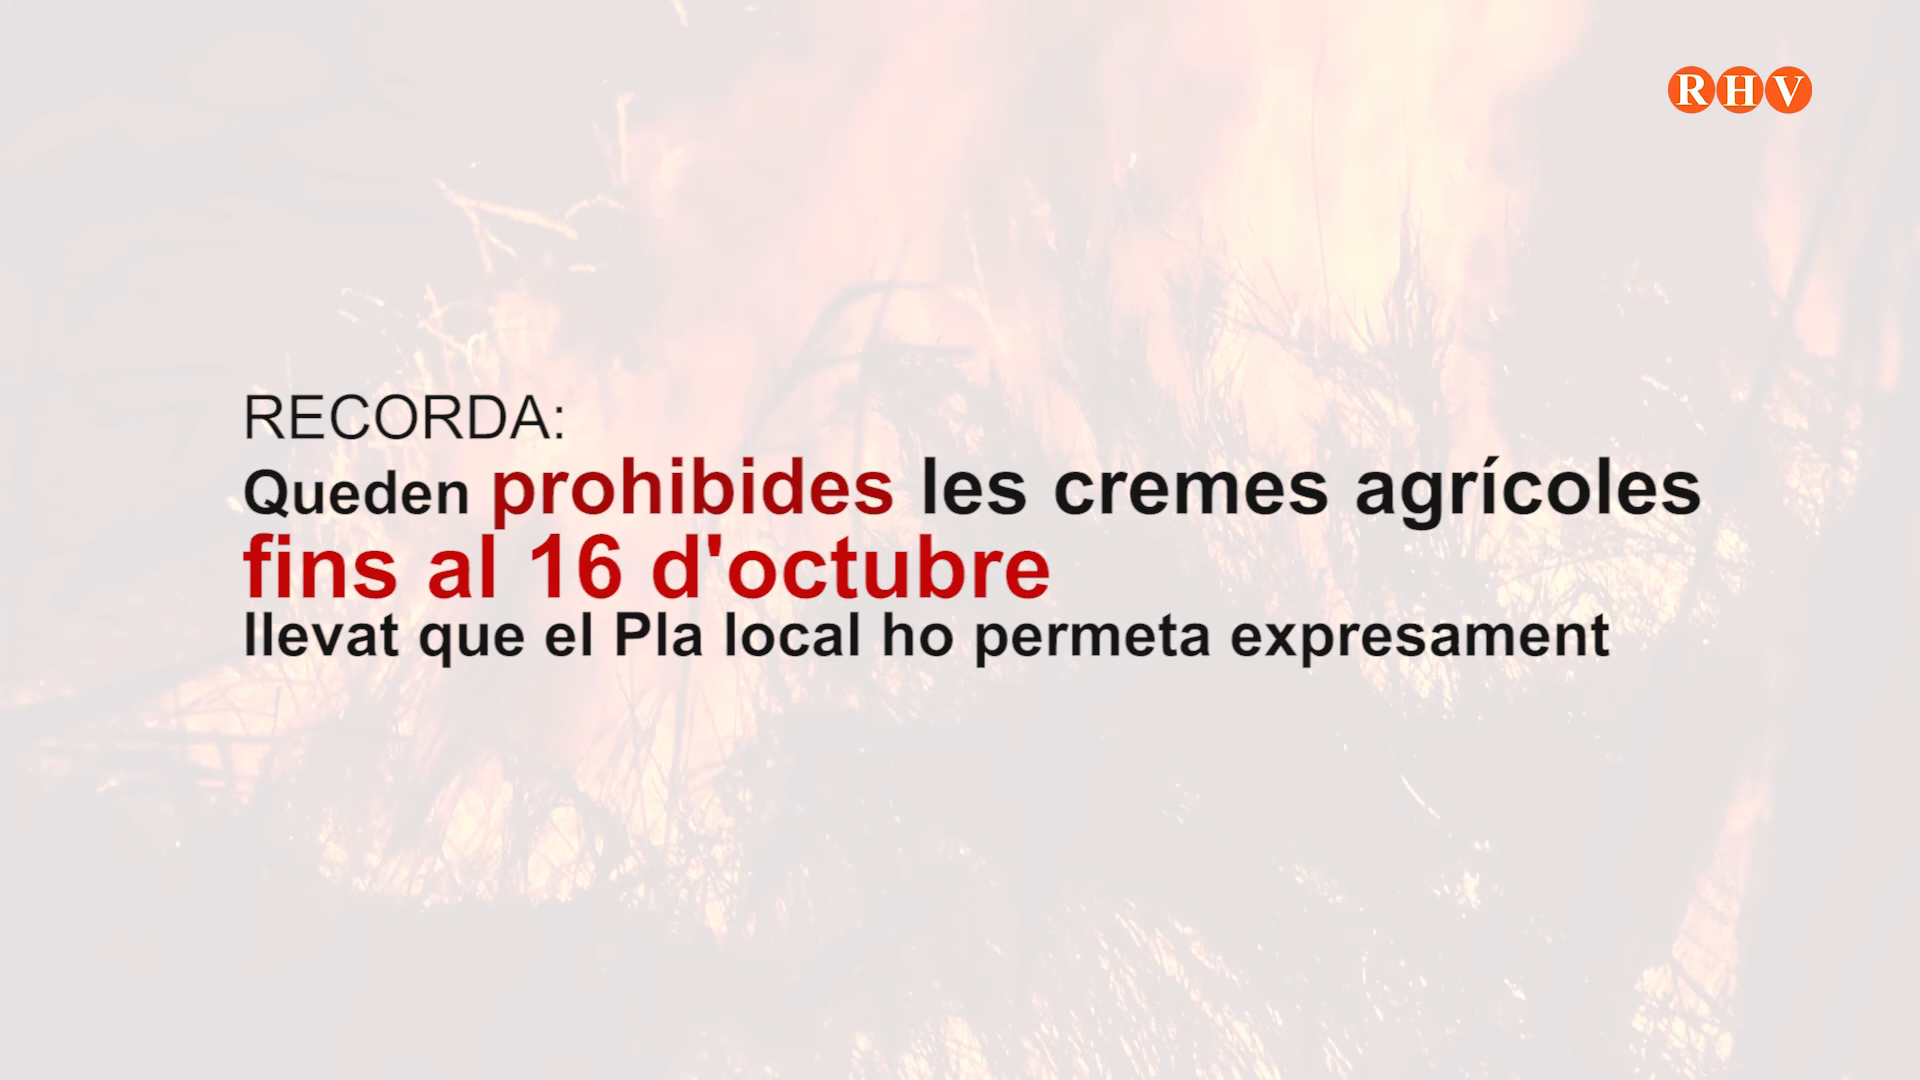 RHV
RECORDA:
Queden prohibides les cremes agrícoles
fins al 16 d'octubre
llevat que el Pla local ho permeta expresament